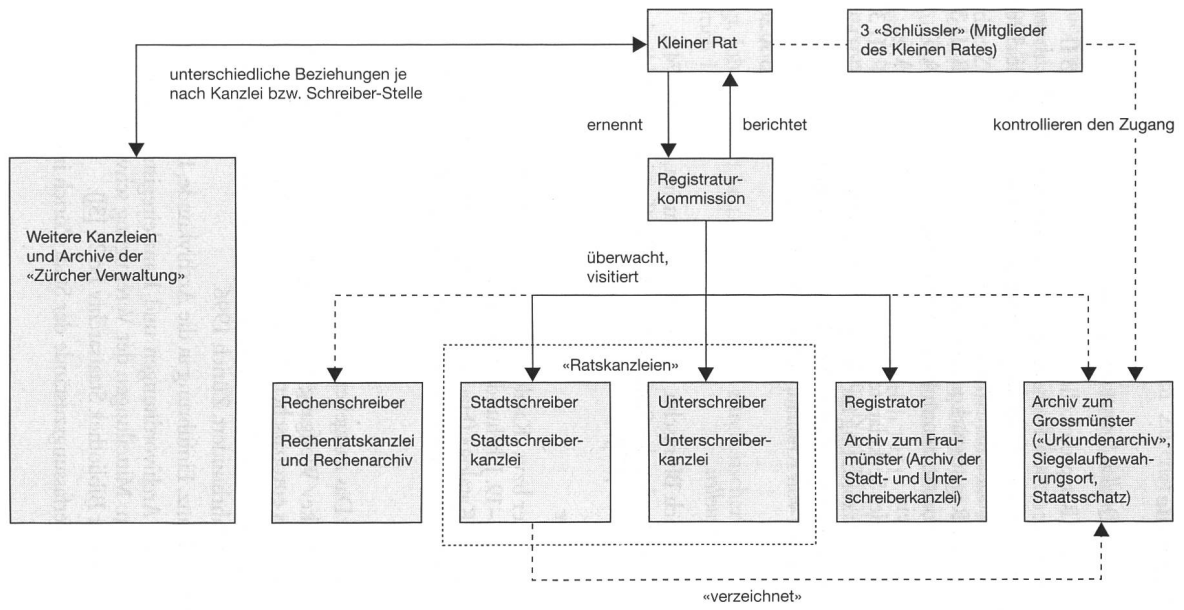 Kleiner Rat
3 «Schlüssler» (Mitglieder
des Kleinen Rates)
unterschiedliche Beziehungen je
nach Kanzlei bzw. Schreiber-Stelle
ernennt
berichtet
kontrollieren den Zugang
Registratur-
kommission
Weitere Kanzleien
und Archive der
«Zürcher Verwaltung»
überwacht,
visitiert
«Ratskanzleien»
Rechenschreiber
Rechenratskanzlei
und Rechenarchiv
Stadtschreiber
Stadtschreiber-
kanzlei
Unterschreiber
Unterschreiber-
kanzlei
Registrator
Archiv zum Frau-
münster (Archiv der
Stadt- und Unter-
schreiberkanzlei)
Archiv zum
Grossmünster
(«Urkundenarchiv»,
Siegelaufbewah-
rungsort,
Staatsschatz)
«verzeichnet»